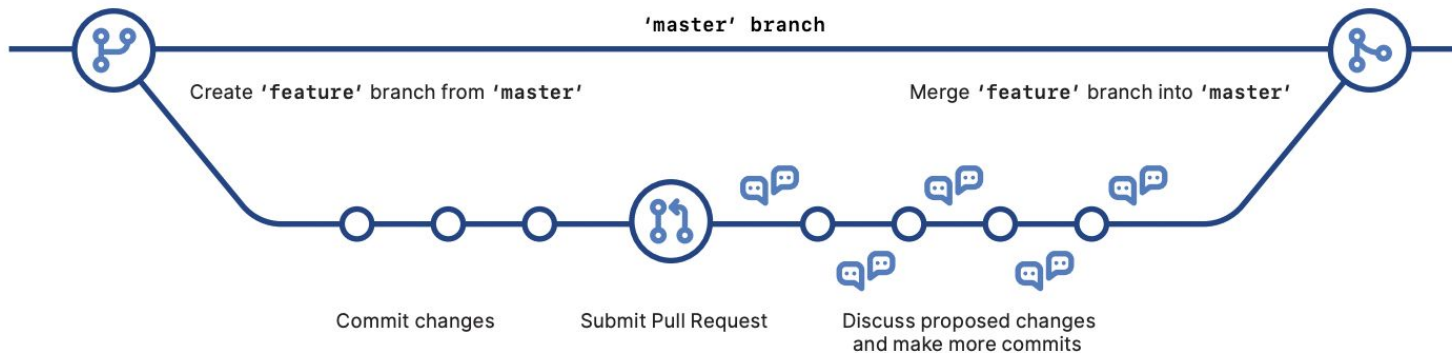 ‘master’ branch
Create ‘feature’ branch from ‘master’
Merge ‘feature’ branch into ‘master’
Commit changes
Submit Pull Request
Discuss proposed changes
and make more commits